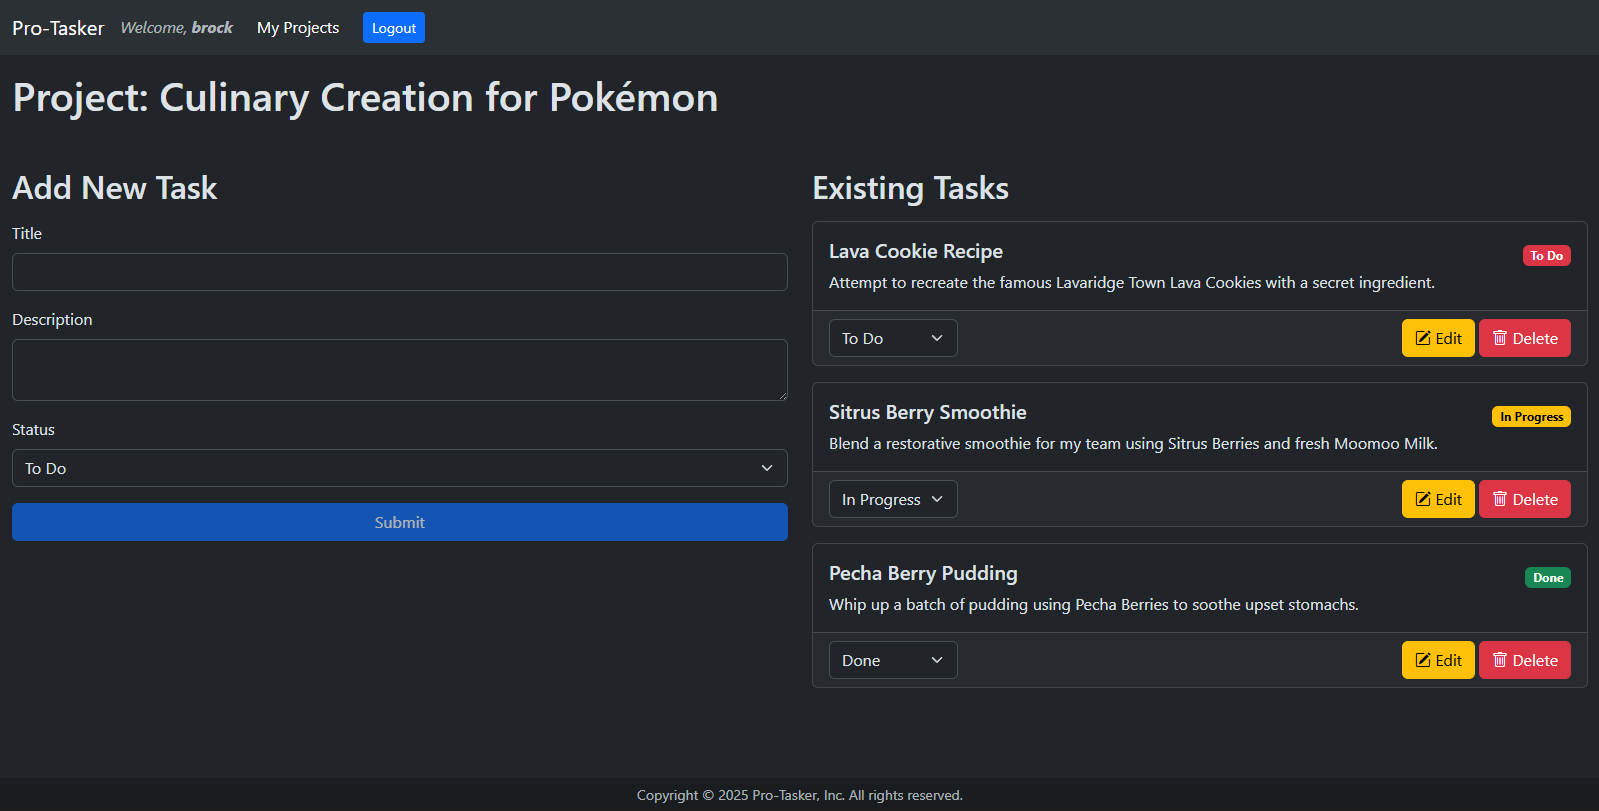 Pro-Tasker Welcome, brock My Projects Logout
Project: Culinary Creation for Pokémon
Add New Task
Title
Description
Status
To Do
Submit
Existing Tasks
Lava Cookie Recipe To Do
Attempt to recreate the famous Lavaridge Town Lava Cookies with a secret ingredient.
To Do Edit Delete
Sitrus Berry Smoothie In Progress
Blend a restorative smoothie for my team using Sitrus Berries and fresh Moomoo Milk.
In Progress Edit Delete
Pecha Berry Pudding Done
Whip up a batch of pudding using Pecha Berries to soothe upset stomachs.
Done Edit Delete
Copyright © 2025 Pro-Tasker, Inc. All rights reserved.